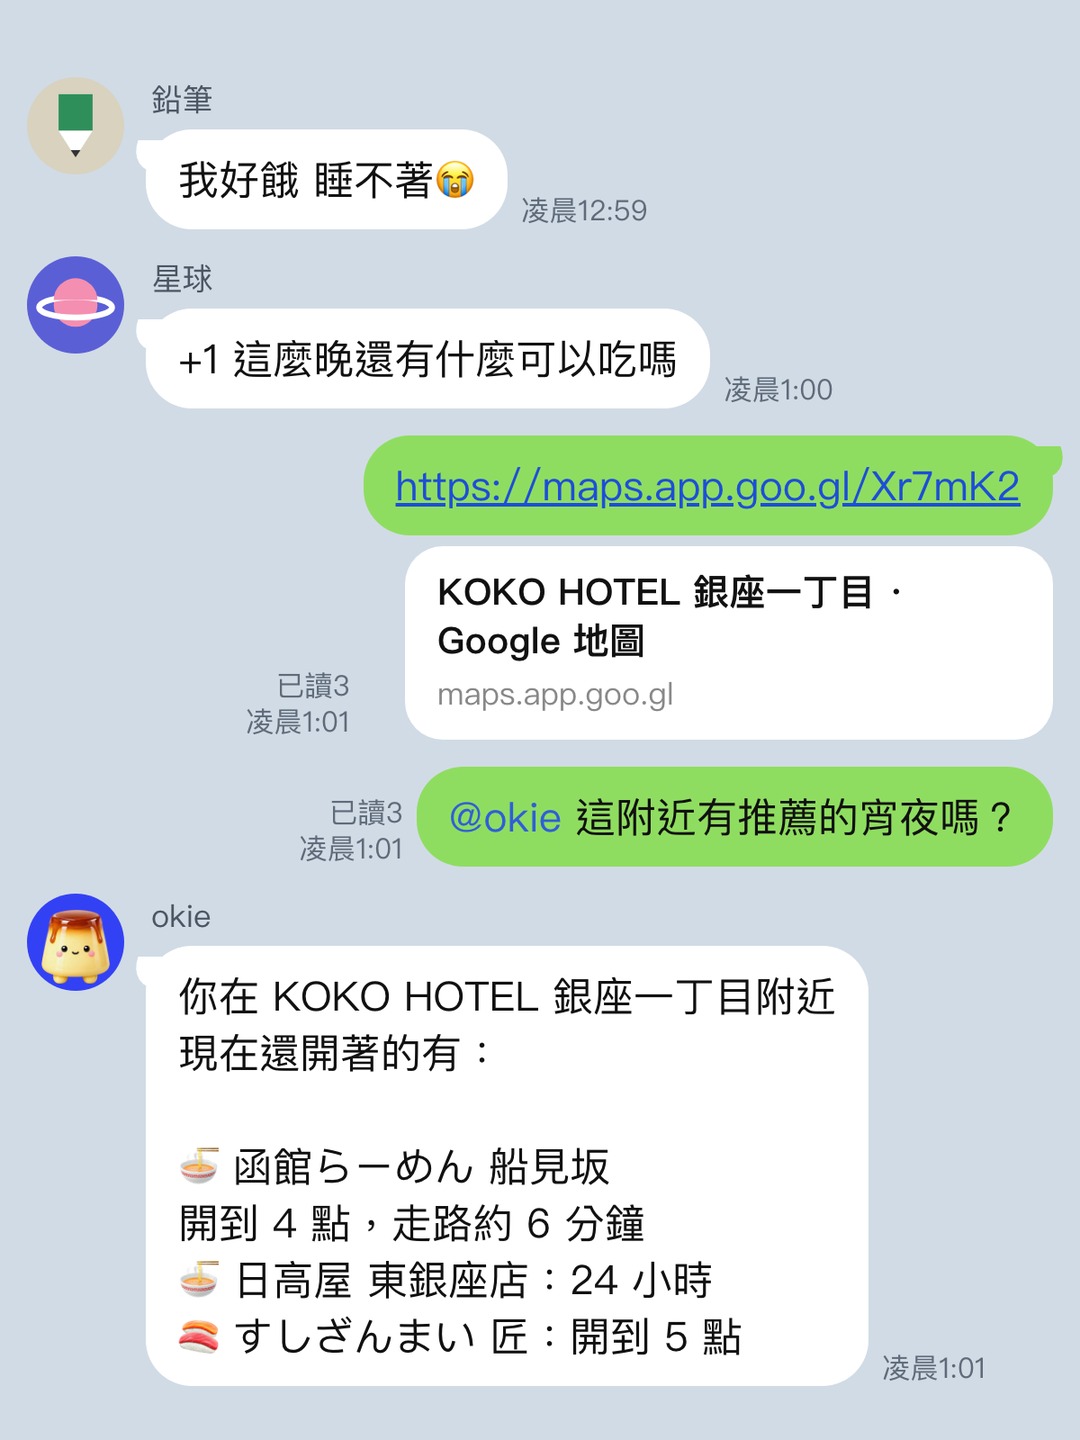 鉛筆
我好餓 睡不著😭
凌晨12:59
星球
+1 這麼晚還有什麼可以吃嗎
凌晨1:00
https://maps.app.goo.gl/Xr7mK2
KOKO HOTEL 銀座一丁目 ·
Google 地圖
maps.app.goo.gl
已讀3
凌晨1:01
@okie 這附近有推薦的宵夜嗎？
已讀3
凌晨1:01
okie
你在 KOKO HOTEL 銀座一丁目附近
現在還開著的有：
🍜 函館らーめん 船見坂
開到 4 點，走路約 6 分鐘
🍜 日高屋 東銀座店：24 小時
🍣 すしざんまい 匠：開到 5 點
凌晨1:01